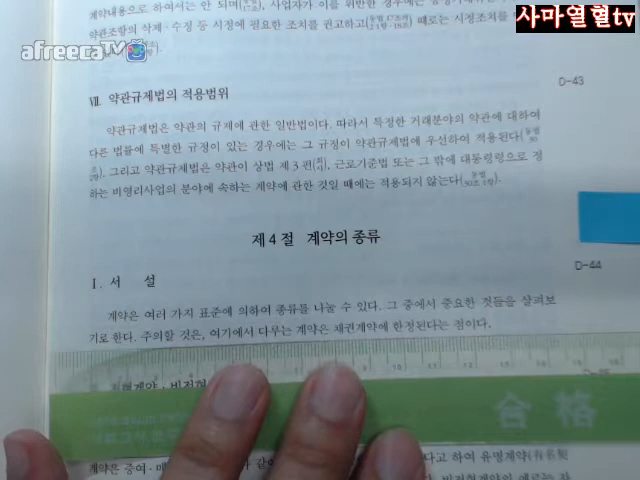 계약내용으로 하여서는 안 되며 사업자가 이를 위반한 경우에는
약관조항의 삭제·수정 등 시정에 필요한 조치를 권고하고 때로는 시정조치를
사마열혈tv
afreecaTV
D-43
Ⅶ. 약관규제법의 적용범위
약관규제법은 약관의 규제에 관한 일반법이다. 따라서 특정한 거래분야의 약관에 대하여
다른 법률에 특별한 규정이 있는 경우에는 그 규정이 약관규제법에 우선하여 적용된다(동법 30
조 2항). 그리고 약관규제법은 약관이 상법 제3편(회사), 근로기준법 또는 그 밖에 대통령령으로 정
하는 비영리사업의 분야에 속하는 계약에 관한 것일 때에는 적용되지 않는다(동법 30조 1항).
제4절 계약의 종류
D-44
Ⅰ. 서 설
계약은 여러 가지 표준에 의하여 종류를 나눌 수 있다. 그 중에서 중요한 것들을 살펴보
기로 한다. 주의할 것은, 여기에서 다루는 계약은 채권계약에 한정된다는 점이다.
合格
다고 하여 유명계약
계약은 증여·매